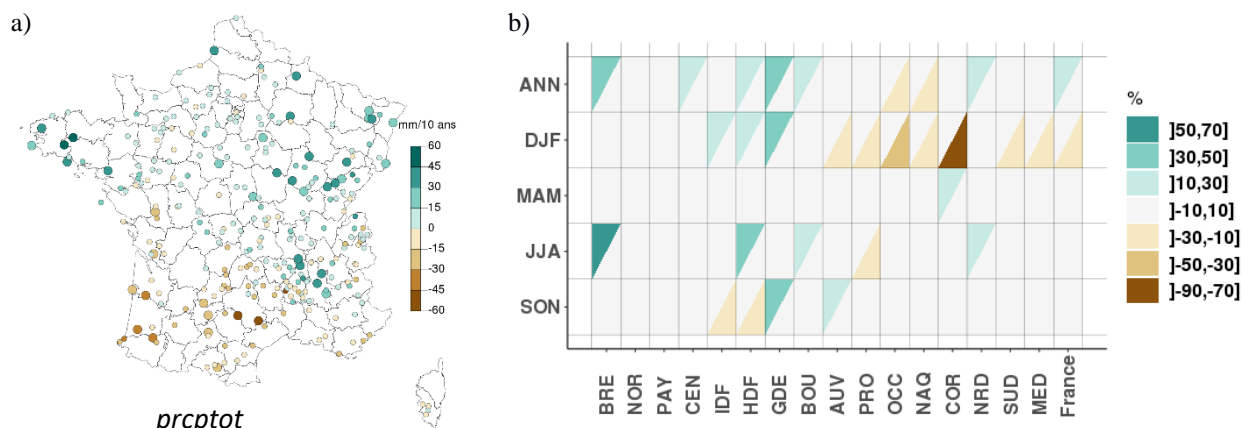 a)
mm/10 ans
60
45
30
15
0
-15
-30
-45
-60
prcptot
b)
ANN
DJF
MAM
JJA
SON
BRE
NOR
PAY
CEN
IDF
HDF
GDE
BOU
AUV
PRO
OCC
NAQ
COR
NRD
SUD
MED
France
%
]50,70]
]30,50]
]10,30]
]-10,10]
]-30,-10]
]-50,-30]
]-90,-70]